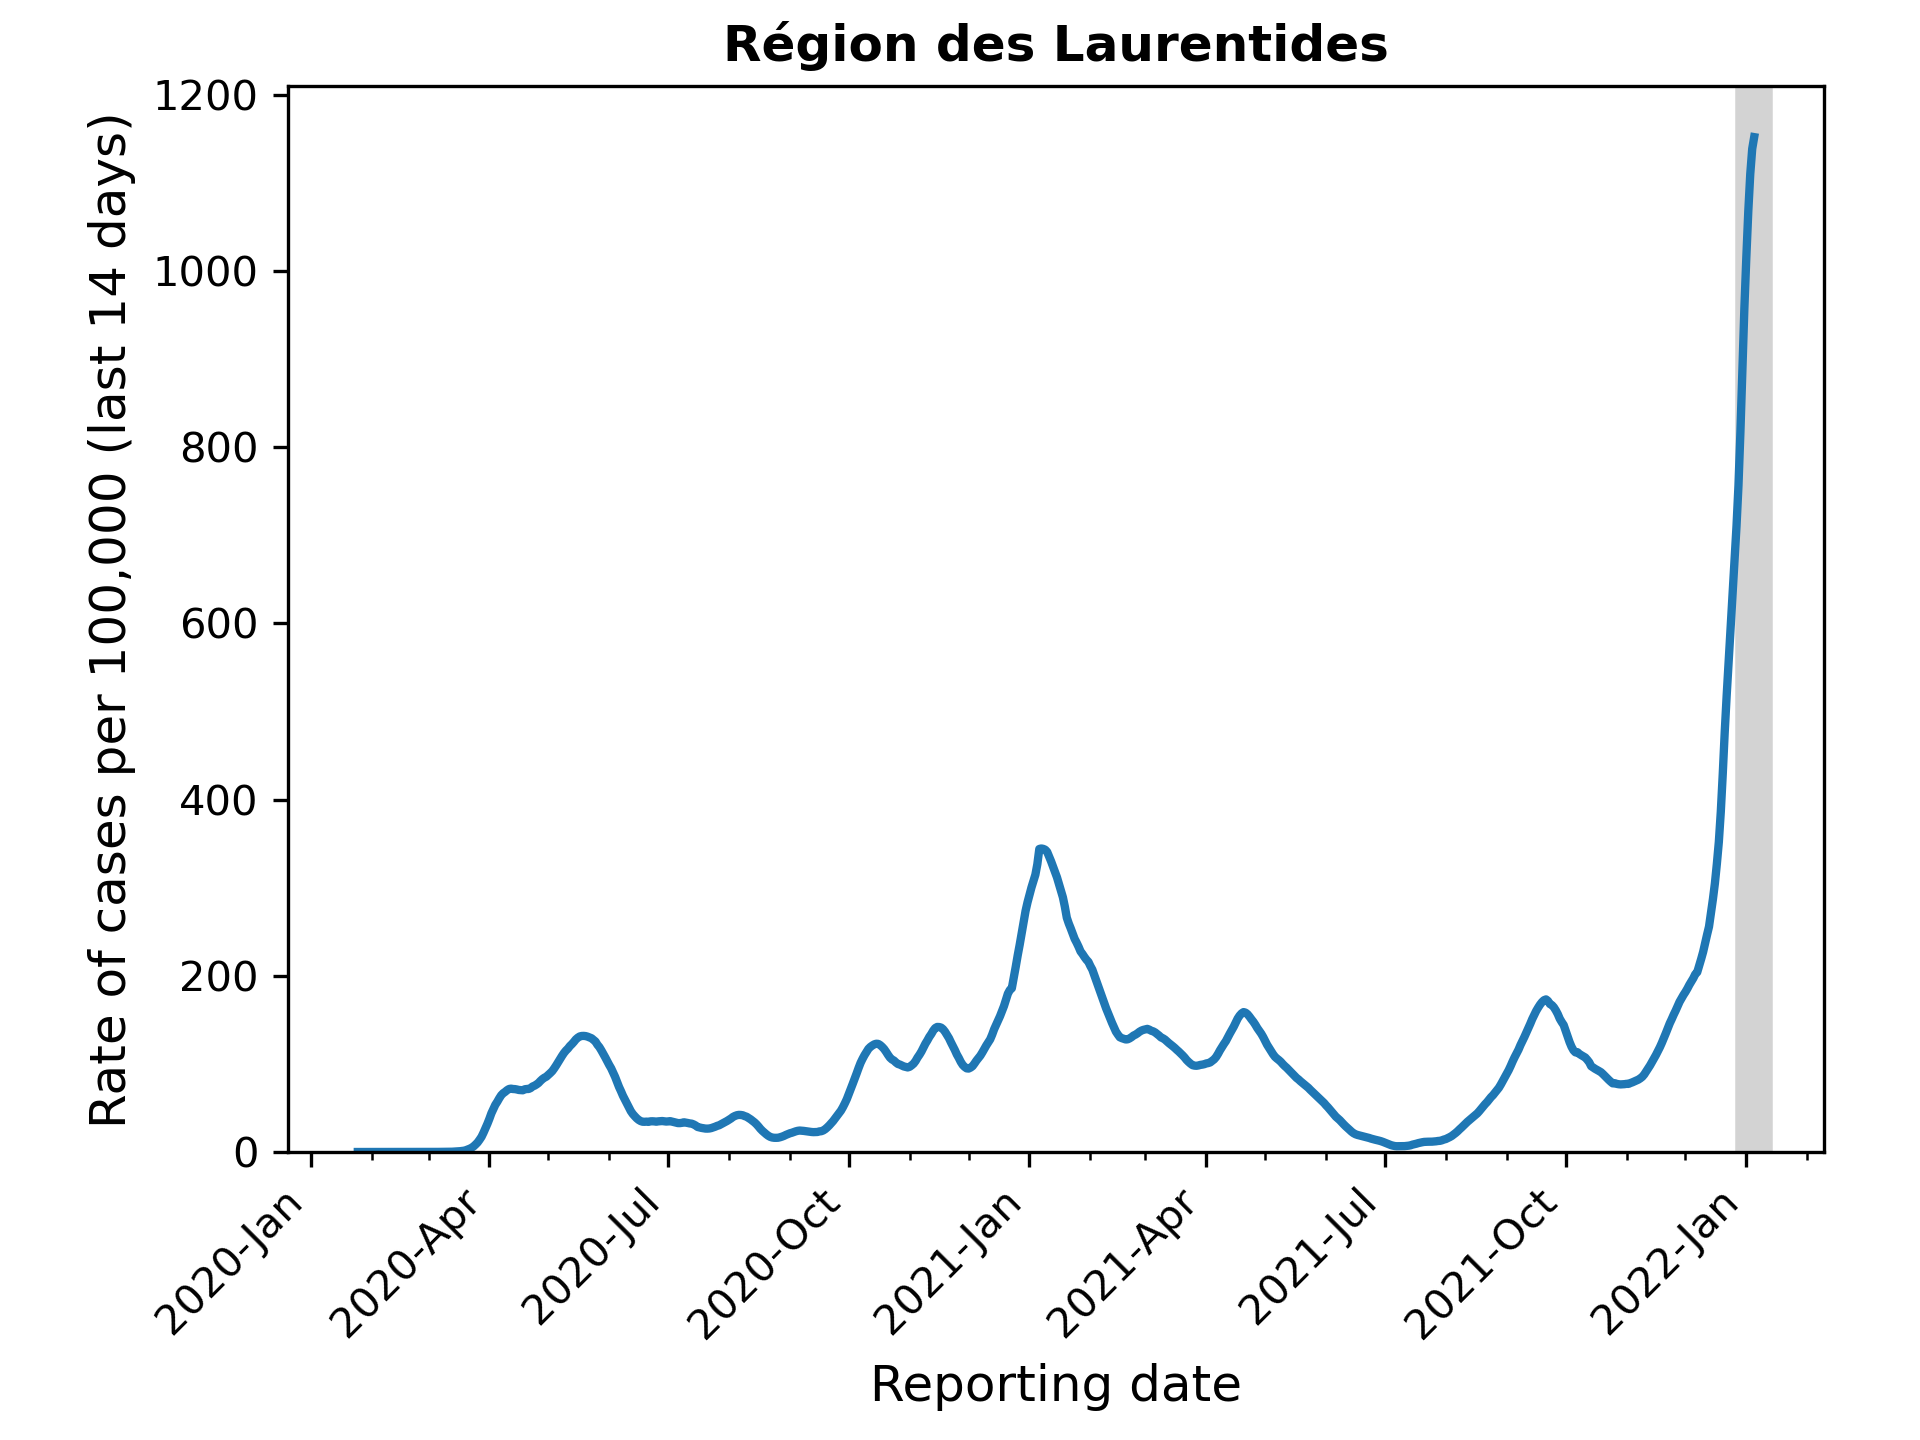 Région des Laurentides
Rate of cases per 100,000 (last 14 days)
1200
1000
800
600
400
200
0
2020-Jan
2020-Apr
2020-Jul
2020-Oct
2021-Jan
2021-Apr
2021-Jul
2021-Oct
2022-Jan
Reporting date